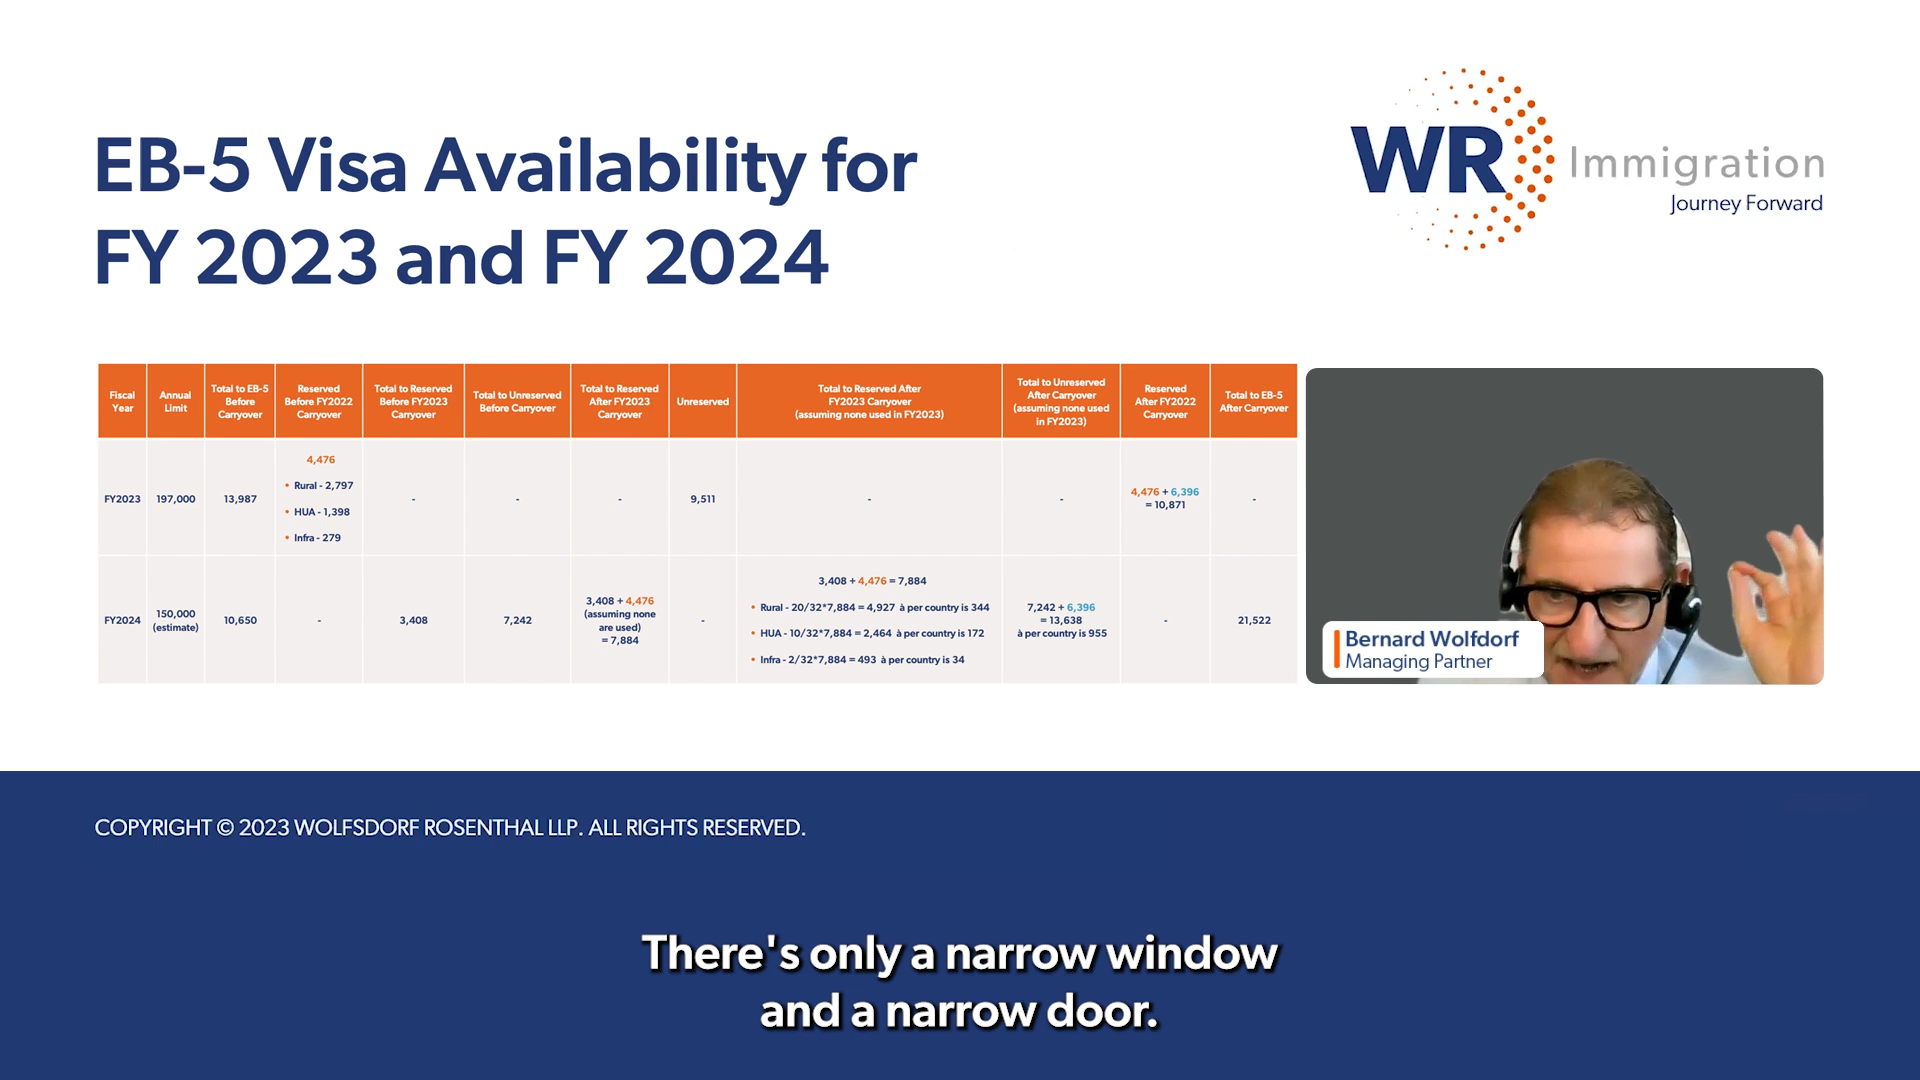 EB-5 Visa Availability for
FY 2023 and FY 2024
WR
Immigration
Journey Forward
Fiscal
Year
Annual
Limit
Total to EB-5
Before
Carryover
Reserved
Before FY2022
Carryover
Total to Reserved
Before FY2023
Carryover
Total to Unreserved
Before Carryover
Total to Reserved
After FY2023
Carryover
Unreserved
Total to Reserved After
FY2023 Carryover
(assuming none used in FY2023)
Total to Unreserved
After Carryover
(assuming none used
in FY2023)
Reserved
After FY2022
Carryover
Total to EB-5
After Carryover
FY2023
197,000
13,987
4,476
• Rural - 2,797
• HUA - 1,398
• Infra - 279
-
-
-
9,511
-
-
4,476 + 6,396
= 10,871
-
FY2024
150,000
(estimate)
10,650
-
3,408
7,242
3,408 + 4,476
(assuming none
are used)
= 7,884
-
3,408 + 4,476 = 7,884
• Rural - 20/32*7,884 = 4,927 à per country is 344
• HUA - 10/32*7,884 = 2,464 à per country is 172
• Infra - 2/32*7,884 = 493 à per country is 34
7,242 + 6,396
= 13,638
à per country is 955
-
21,522
Bernard Wolfdorf
Managing Partner
COPYRIGHT © 2023 WOLFSDORF ROSENTHAL LLP. ALL RIGHTS RESERVED.
There's only a narrow window
and a narrow door.